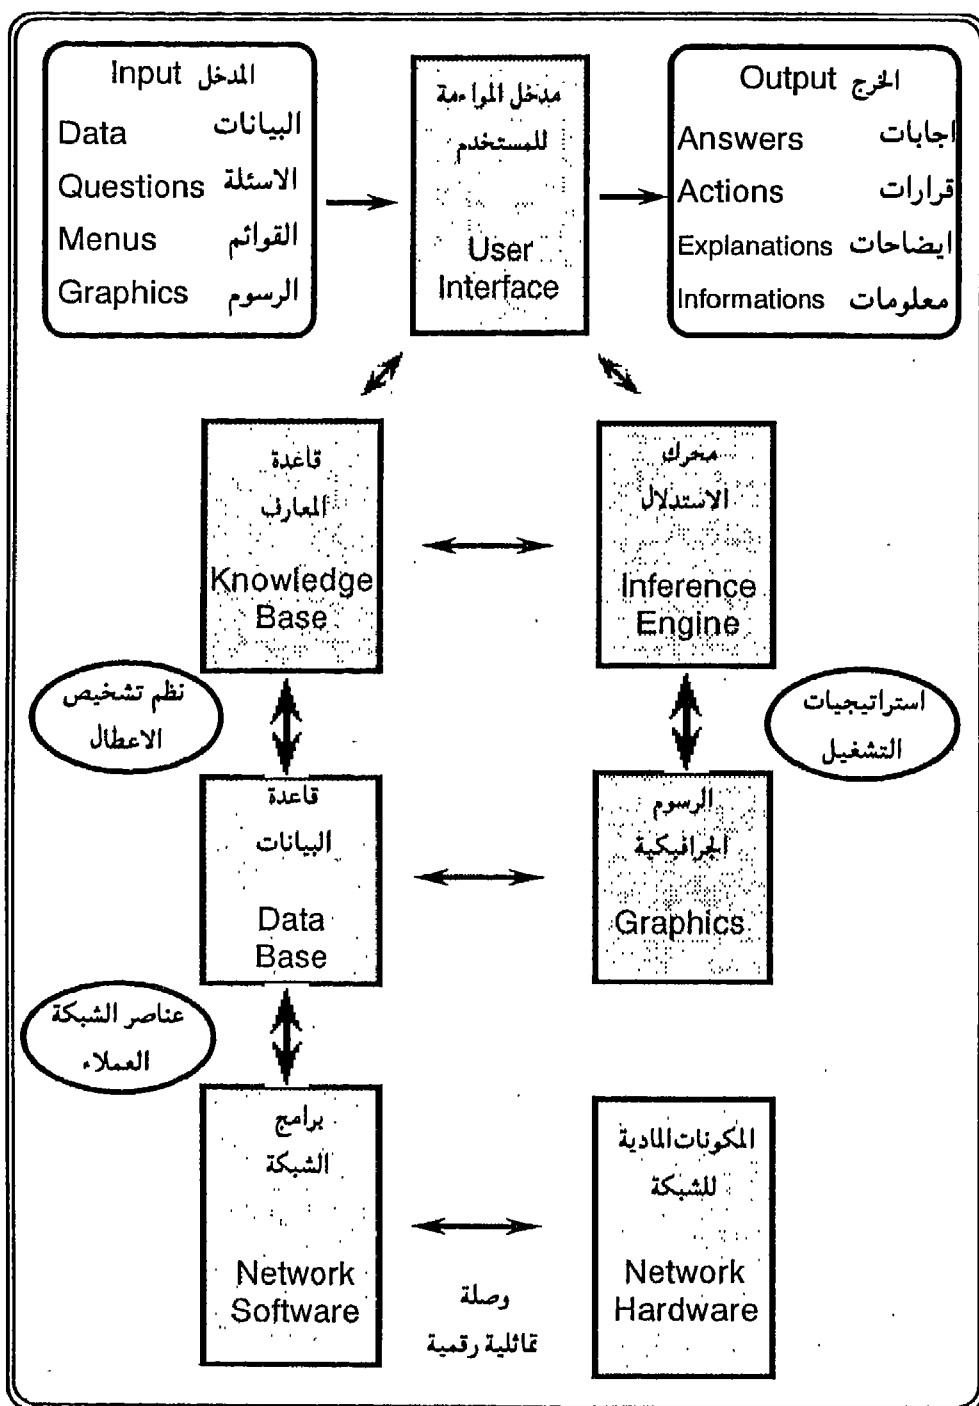 Input المدخل
Data البيانات
Questions الاسئلة
Menus القوائم
Graphics الرسوم
مدخل المواءمة
للمستخدم
User
Interface
Output الخرج
Answers اجابات
Actions قرارات
Explanations ايضاحات
Informations معلومات
قاعدة
المعارف
Knowledge
Base
محرك
الاستدلال
Inference
Engine
نظم تشخيص
الاعطال
استراتيجيات
التشغيل
قاعدة
البيانات
Data
Base
الرسوم
الجرافيكية
Graphics
عناصر الشبكة
العملاء
برامج
الشبكة
Network
Software
وصلة
تماثلية رقمية
المكونات المادية
للشبكة
Network
Hardware